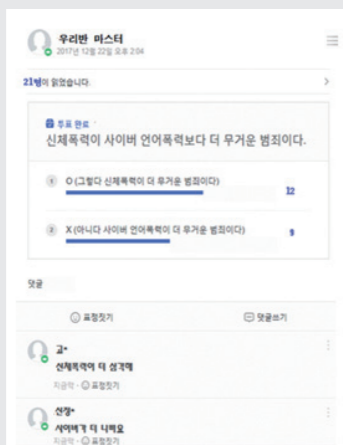 우리반 마스터
2017년 12월 22일 오후 2:04
21명이 읽었습니다.
투표 완료
신체폭력이 사이버 언어폭력보다 더 무거운 범죄이다.
1 O (그렇다 신체폭력이 더 무거운 범죄이다)
12
2 X (아니다 사이버 언어폭력이 더 무거운 범죄이다)
9
댓글
표정짓기
댓글쓰기
고*
신체폭력이 더 심각해
지금막 · 표정짓기
신정*
사이버가 더 나빠요
지금막 · 표정짓기